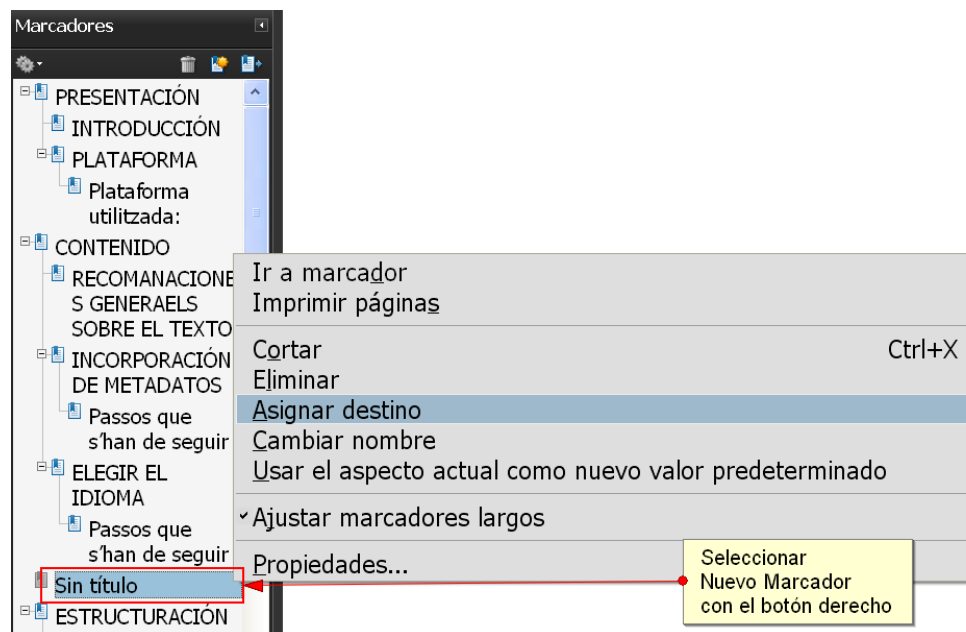 Marcadores
PRESENTACIÓN
INTRODUCCIÓN
PLATAFORMA
Plataforma
utilitzada:
CONTENIDO
RECOMANACIONE
S GENERAELS
SOBRE EL TEXTO
INCORPORACIÓN
DE METADATOS
Passos que
s'han de seguir
ELEGIR EL
IDIOMA
Passos que
s'han de seguir
Sin título
ESTRUCTURACIÓN
Ir a marcador
Imprimir páginas
Cortar Ctrl+X
Eliminar
Asignar destino
Cambiar nombre
Usar el aspecto actual como nuevo valor predeterminado
Ajustar marcadores largos
Propiedades...
Seleccionar
Nuevo Marcador
con el botón derecho